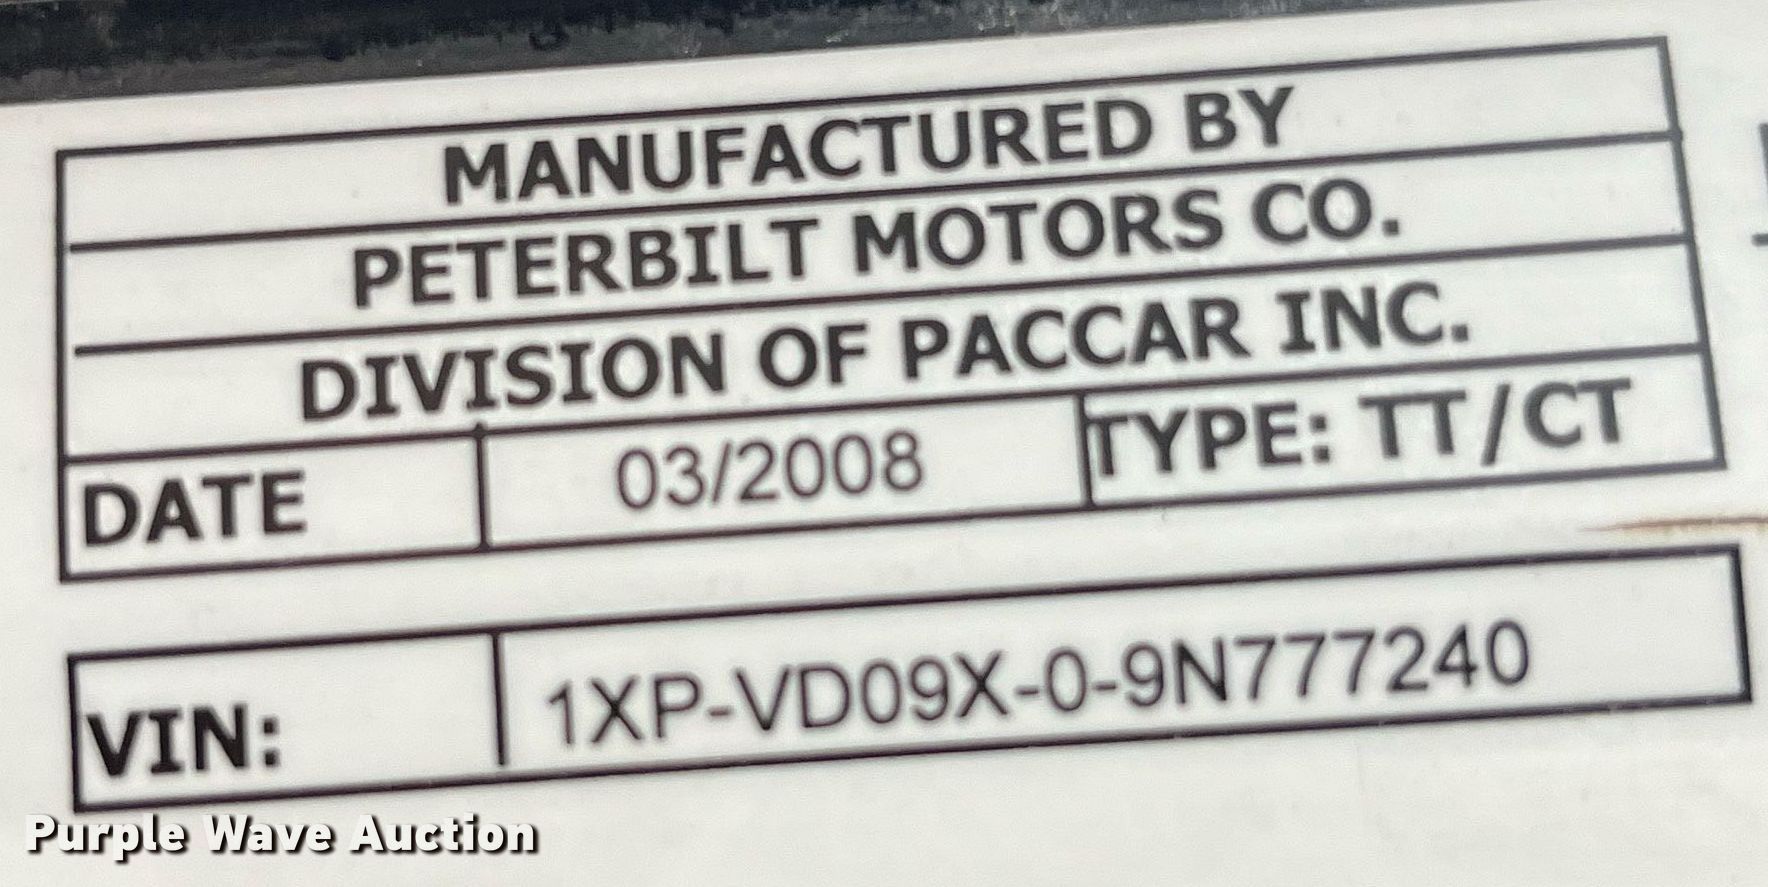 MANUFACTURED BY
PETERBILT MOTORS CO.
DIVISION OF PACCAR INC.
DATE 03/2008 TYPE: TT/CT
VIN: 1XP-VD09X-0-9N777240
Purple Wave Auction